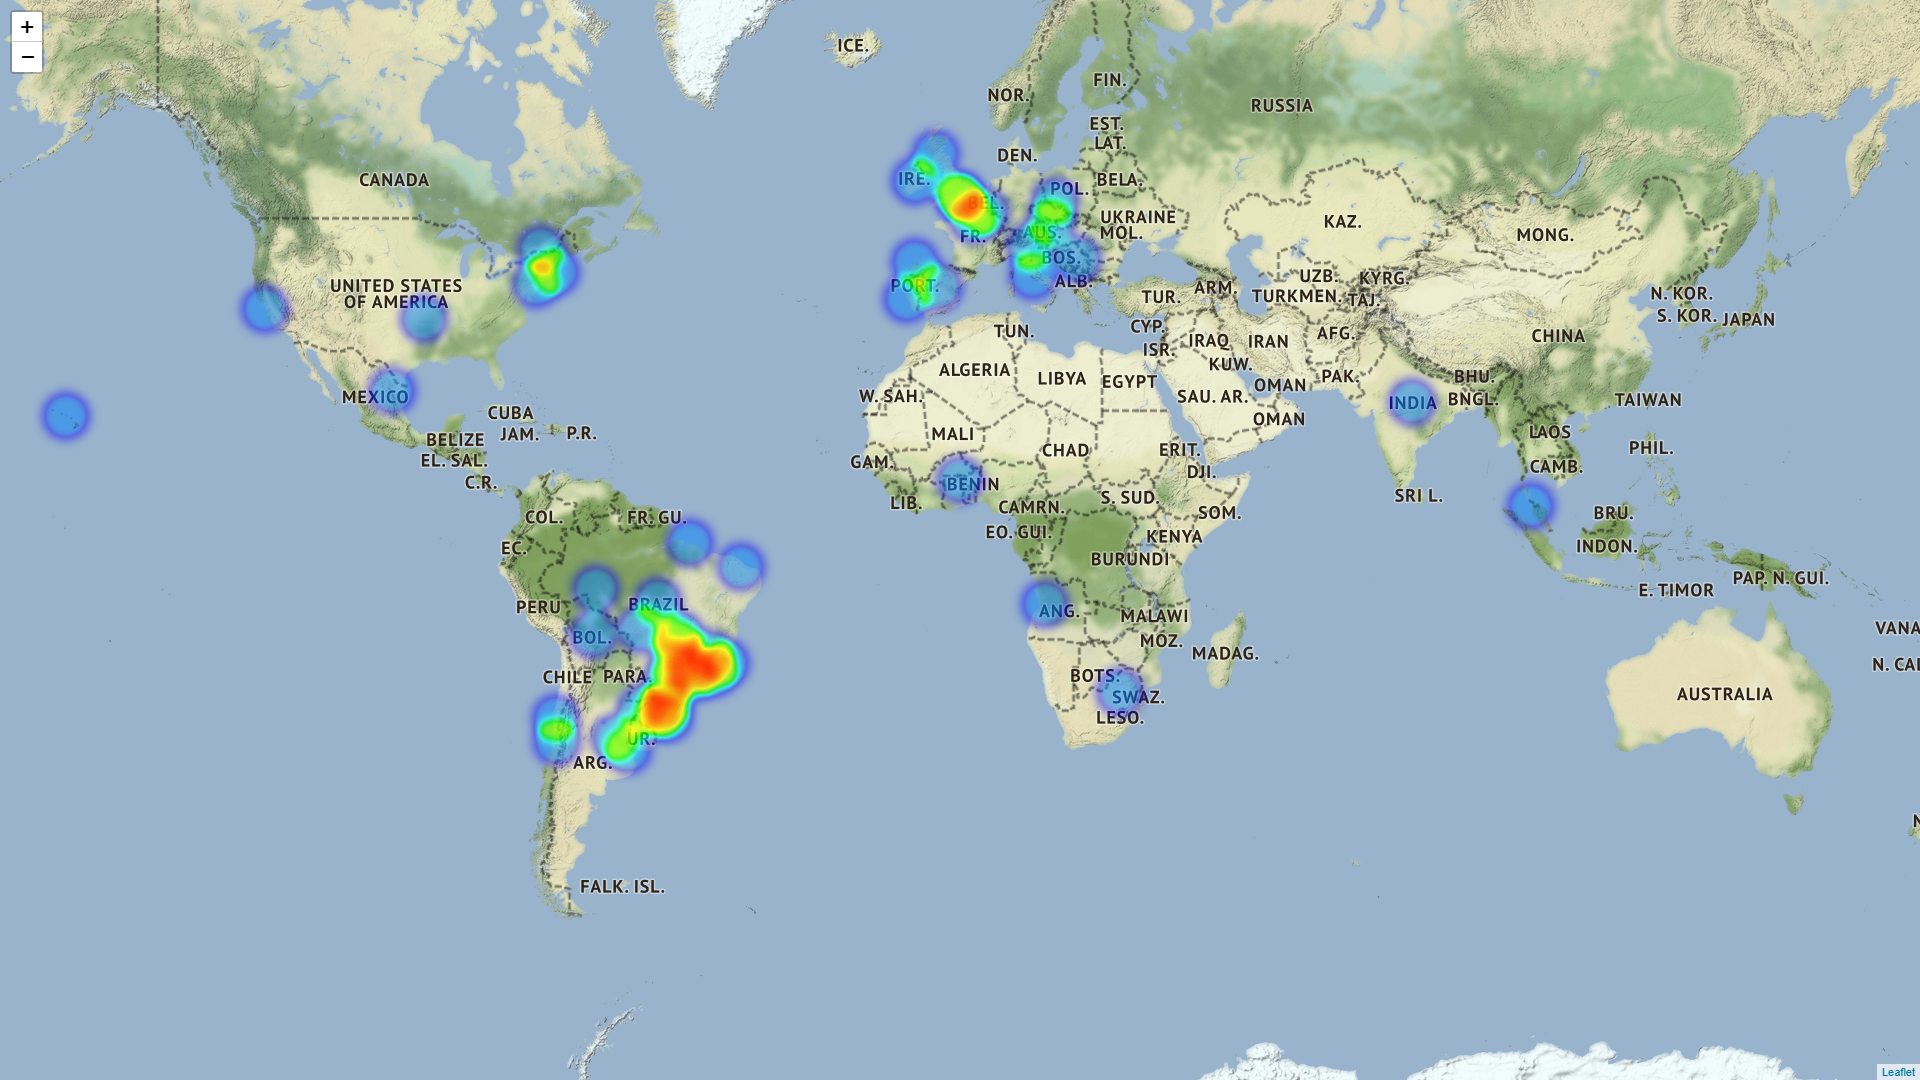 +
−
ICE.
FIN.
NOR.
RUSSIA
EST.
LAT.
DEN.
CANADA
IRE.
POL.
BELA.
BEL.
UKRAINE
MOL.
KAZ.
FR.
AUS.
MONG.
BOS.
UNITED STATES
OF AMERICA
PORT.
ALB.
TUR.
ARM.
UZB.
KYRG.
TURKMEN.
TAJ.
N. KOR.
S. KOR.
JAPAN
TUN.
CYP.
ISR.
IRAQ
IRAN
AFG.
CHINA
KUW.
ALGERIA
LIBYA
EGYPT
OMAN
PAK.
BHU.
MEXICO
W. SAH.
SAU. AR.
INDIA
BNGL.
TAIWAN
CUBA
JAM.
P.R.
OMAN
BELIZE
EL. SAL.
MALI
CHAD
ERIT.
DJI.
LAOS
PHIL.
GAM.
CAMB.
C.R.
BENIN
S. SUD.
SRI L.
LIB.
CAMRN.
SOM.
BRU.
COL.
FR. GU.
EO. GUI.
KENYA
INDON.
EC.
BURUNDI
PAP. N. GUI.
E. TIMOR
PERU
BRAZIL
ANG.
MALAWI
BOL.
MOZ.
MADAG.
VANA
N. CAL
CHILE
PARA.
BOTS.
SWAZ.
LESO.
AUSTRALIA
UR.
ARG.
N
FALK. ISL.
Leaflet